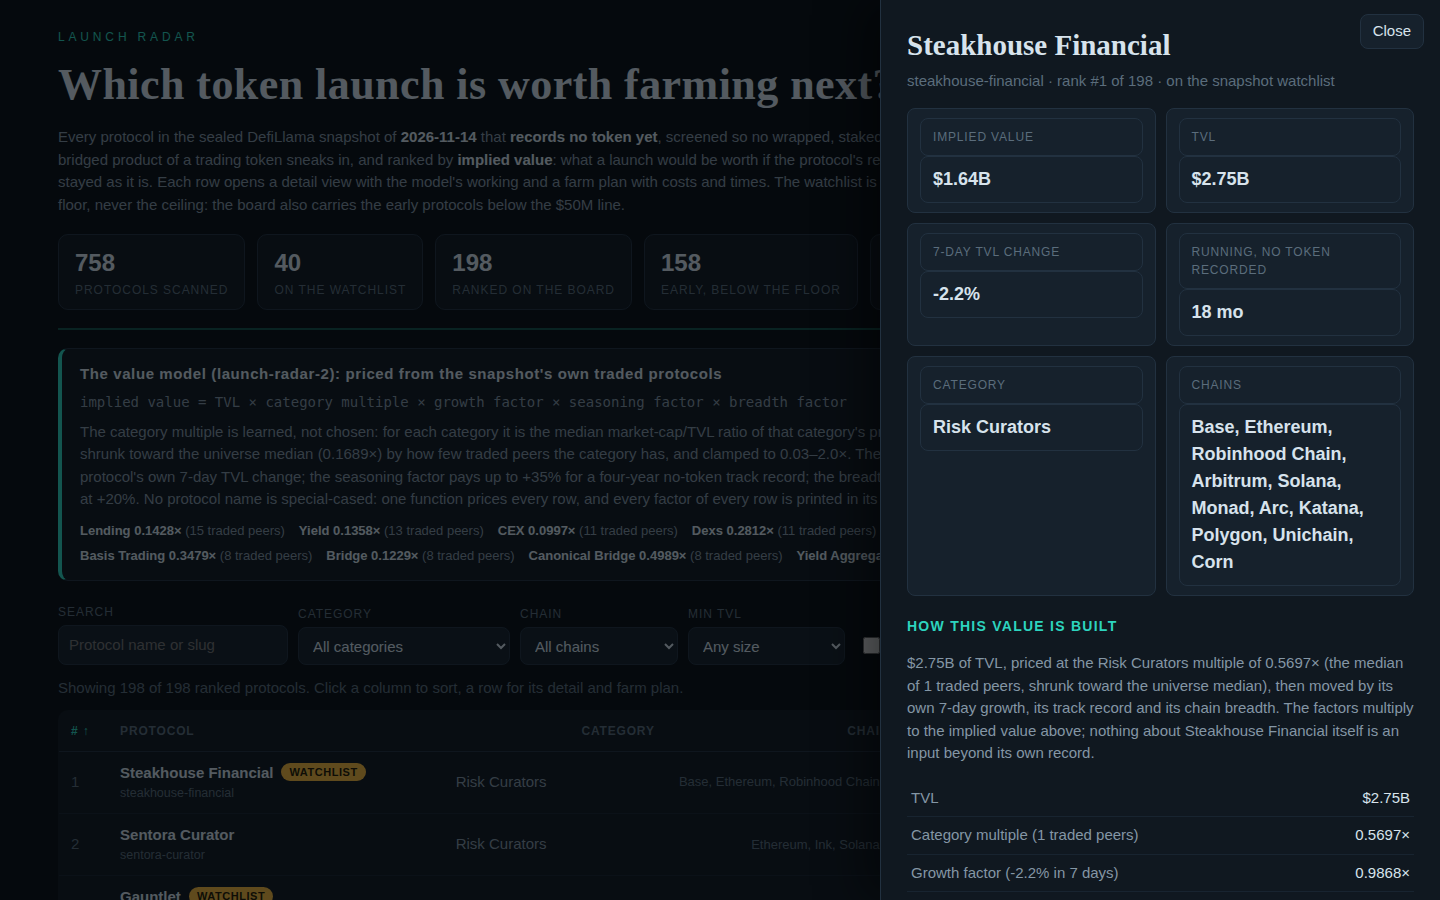 LAUNCH RADAR
Which token launch is worth farming next?
Every protocol in the sealed DefiLlama snapshot of 2026-11-14 that records no token yet, screened so no wrapped, staked
bridged product of a trading token sneaks in, and ranked by implied value: what a launch would be worth if the protocol's re
stayed as it is. Each row opens a detail view with the model's working and a farm plan with costs and times. The watchlist is
floor, never the ceiling: the board also carries the early protocols below the $50M line.
758
PROTOCOLS SCANNED
40
ON THE WATCHLIST
198
RANKED ON THE BOARD
158
EARLY, BELOW THE FLOOR
The value model (launch-radar-2): priced from the snapshot's own traded protocols
implied value = TVL × category multiple × growth factor × seasoning factor × breadth factor
The category multiple is learned, not chosen: for each category it is the median market-cap/TVL ratio of that category's pr
shrunk toward the universe median (0.1689×) by how few traded peers the category has, and clamped to 0.03–2.0×. The
protocol's own 7-day TVL change; the seasoning factor pays up to +35% for a four-year no-token track record; the breadt
at +20%. No protocol name is special-cased: one function prices every row, and every factor of every row is printed in its
Lending 0.1428× (15 traded peers) Yield 0.1358× (13 traded peers) CEX 0.0997× (11 traded peers) Dexs 0.2812× (11 traded peers)
Basis Trading 0.3479× (8 traded peers) Bridge 0.1229× (8 traded peers) Canonical Bridge 0.4989× (8 traded peers) Yield Aggrega
SEARCH
CATEGORY
CHAIN
MIN TVL
Protocol name or slug
All categories
All chains
Any size
Showing 198 of 198 ranked protocols. Click a column to sort, a row for its detail and farm plan.
# ↑ PROTOCOL CATEGORY CHAI
1 Steakhouse Financial WATCHLIST Risk Curators Base, Ethereum, Robinhood Chain
steakhouse-financial
2 Sentora Curator Risk Curators Ethereum, Ink, Solana
sentora-curator
Gauntlet WATCHLIST
Close
Steakhouse Financial
steakhouse-financial · rank #1 of 198 · on the snapshot watchlist
IMPLIED VALUE
$1.64B
TVL
$2.75B
7-DAY TVL CHANGE
-2.2%
RUNNING, NO TOKEN
RECORDED
18 mo
CATEGORY
Risk Curators
CHAINS
Base, Ethereum,
Robinhood Chain,
Arbitrum, Solana,
Monad, Arc, Katana,
Polygon, Unichain,
Corn
HOW THIS VALUE IS BUILT
$2.75B of TVL, priced at the Risk Curators multiple of 0.5697× (the median
of 1 traded peers, shrunk toward the universe median), then moved by its
own 7-day growth, its track record and its chain breadth. The factors multiply
to the implied value above; nothing about Steakhouse Financial itself is an
input beyond its own record.
TVL $2.75B
Category multiple (1 traded peers) 0.5697×
Growth factor (-2.2% in 7 days) 0.9868×